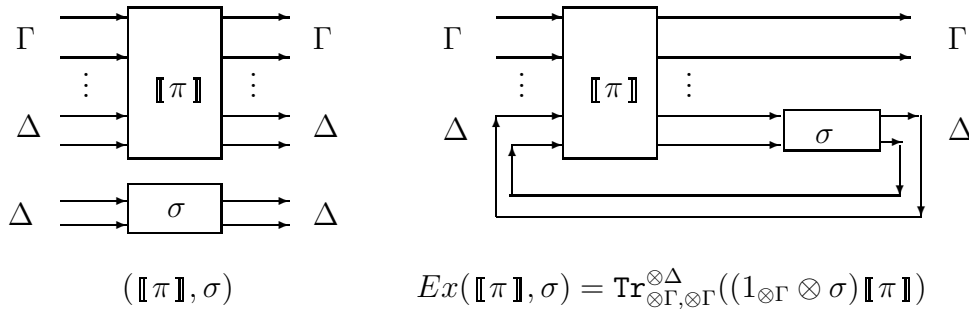 Γ Γ Γ Γ
⋮ ⟦π⟧ ⋮ ⋮ ⟦π⟧ ⋮
Δ Δ Δ σ Δ
Δ σ Δ
(⟦π⟧, σ) Ex(⟦π⟧, σ) = Tr^{⊗Δ}_{⊗Γ,⊗Γ}((1_{⊗Γ} ⊗ σ)⟦π⟧)